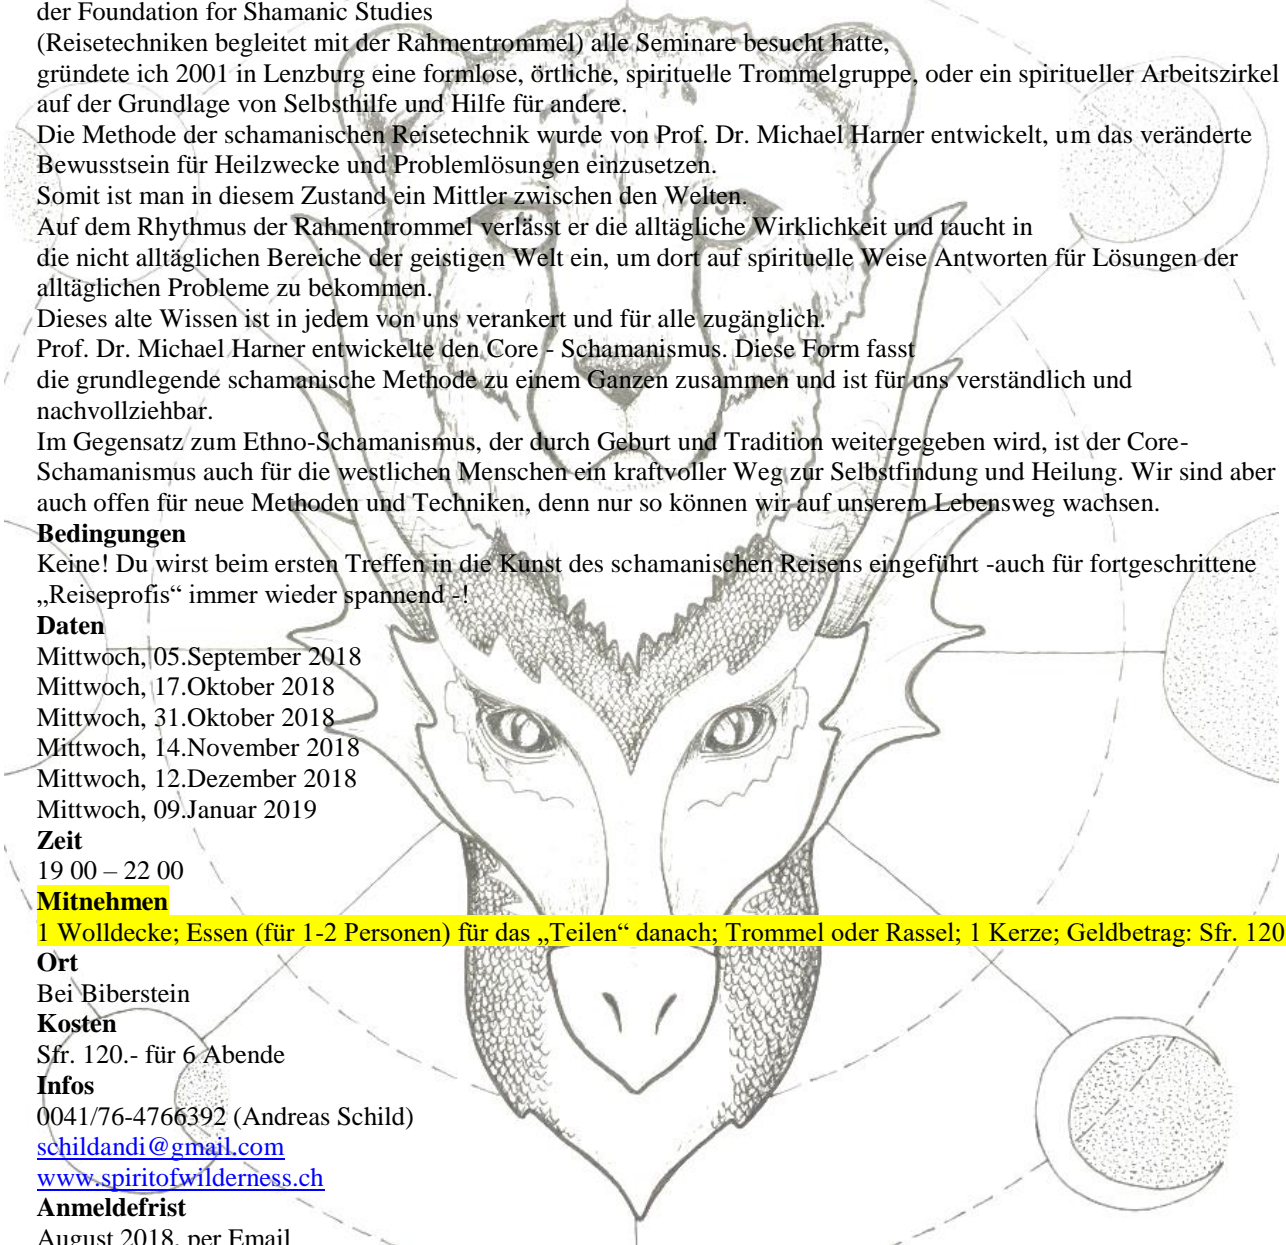 der Foundation for Shamanic Studies
(Reisetechniken begleitet mit der Rahmentrommel) alle Seminare besucht hatte,
gründete ich 2001 in Lenzburg eine formlose, örtliche, spirituelle Trommelgruppe, oder ein spiritueller Arbeitszirkel
auf der Grundlage von Selbsthilfe und Hilfe für andere.
Die Methode der schamanischen Reisetechnik wurde von Prof. Dr. Michael Harner entwickelt, um das veränderte
Bewusstsein für Heilzwecke und Problemlösungen einzusetzen.
Somit ist man in diesem Zustand ein Mittler zwischen den Welten.
Auf dem Rhythmus der Rahmentrommel verlässt er die alltägliche Wirklichkeit und taucht in
die nicht alltäglichen Bereiche der geistigen Welt ein, um dort auf spirituelle Weise Antworten für Lösungen der
alltäglichen Probleme zu bekommen.
Dieses alte Wissen ist in jedem von uns verankert und für alle zugänglich.
Prof. Dr. Michael Harner entwickelte den Core - Schamanismus. Diese Form fasst
die grundlegende schamanische Methode zu einem Ganzen zusammen und ist für uns verständlich und
nachvollziehbar.
Im Gegensatz zum Ethno-Schamanismus, der durch Geburt und Tradition weitergegeben wird, ist der Core-
Schamanismus auch für die westlichen Menschen ein kraftvoller Weg zur Selbstfindung und Heilung. Wir sind aber
auch offen für neue Methoden und Techniken, denn nur so können wir auf unserem Lebensweg wachsen.
Bedingungen
Keine! Du wirst beim ersten Treffen in die Kunst des schamanischen Reisens eingeführt -auch für fortgeschrittene
„Reiseprofis“ immer wieder spannend -!
Daten
Mittwoch, 05.September 2018
Mittwoch, 17.Oktober 2018
Mittwoch, 31.Oktober 2018
Mittwoch, 14.November 2018
Mittwoch, 12.Dezember 2018
Mittwoch, 09.Januar 2019
Zeit
19 00 – 22 00
Mitnehmen
1 Wolldecke; Essen (für 1-2 Personen) für das „Teilen“ danach; Trommel oder Rassel; 1 Kerze; Geldbetrag: Sfr. 120
Ort
Bei Biberstein
Kosten
Sfr. 120.- für 6 Abende
Infos
0041/76-4766392 (Andreas Schild)
schildandi@gmail.com
www.spiritofwilderness.ch
Anmeldefrist
August 2018, per Email